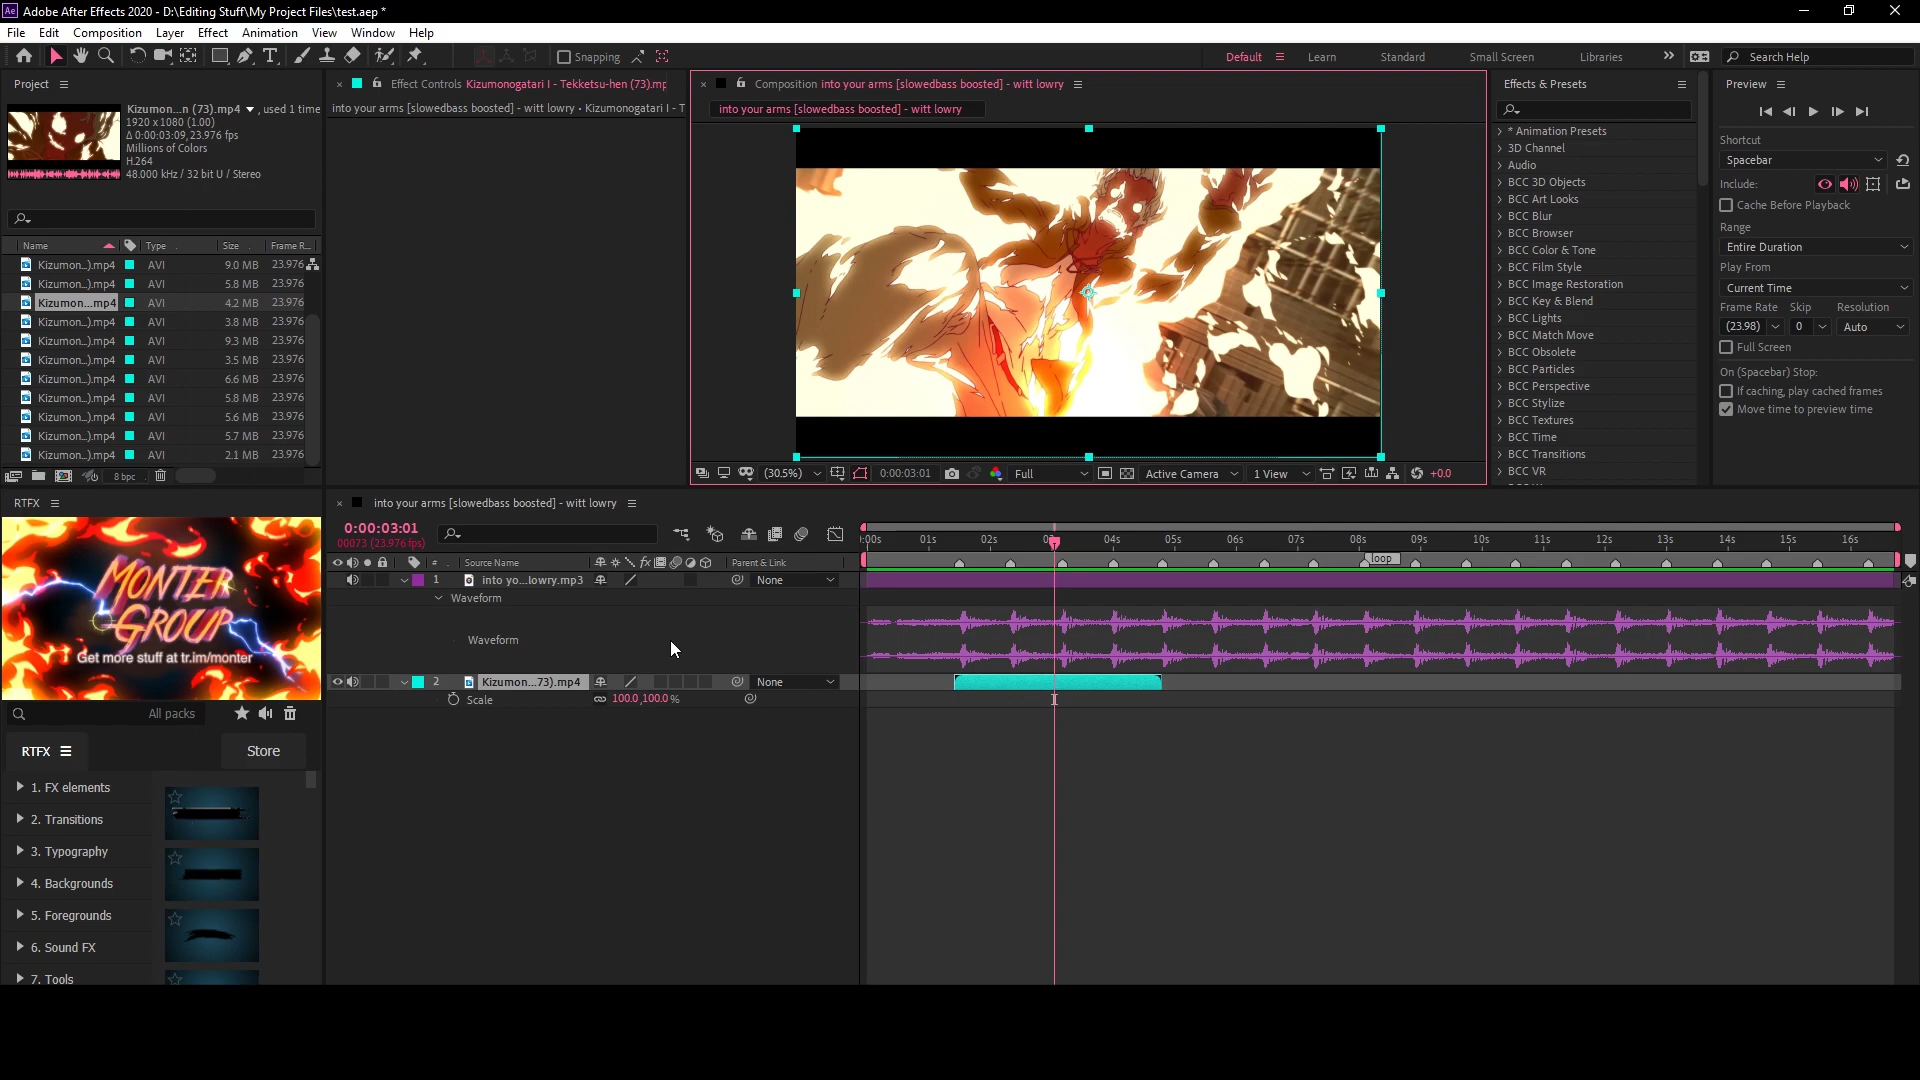 Ae Adobe After Effects 2020 - D:\Editing Stuff\My Project Files\test.aep *
File Edit Composition Layer Effect Animation View Window Help
Snapping
Default Learn Standard Small Screen Libraries Search Help
Project
Kizumon...n (73).mp4 , used 1 time
1920 x 1080 (1.00)
Δ 0:00:03:09, 23.976 fps
Millions of Colors
H.264
48.000 kHz / 32 bit U / Stereo
Name Type Size Frame R...
Kizumon...).mp4 AVI 9.0 MB 23.976
Kizumon...).mp4 AVI 5.8 MB 23.976
Kizumon...mp4 AVI 4.2 MB 23.976
Kizumon...).mp4 AVI 3.8 MB 23.976
Kizumon...).mp4 AVI 9.3 MB 23.976
Kizumon...).mp4 AVI 3.5 MB 23.976
Kizumon...).mp4 AVI 6.6 MB 23.976
Kizumon...).mp4 AVI 5.8 MB 23.976
Kizumon...).mp4 AVI 5.6 MB 23.976
Kizumon...).mp4 AVI 5.7 MB 23.976
Kizumon...).mp4 AVI 2.1 MB 23.976
8 bpc
Effect Controls Kizumonogatari I - Tekketsu-hen (73).mp
into your arms [slowedbass boosted] - witt lowry • Kizumonogatari I - T
Composition into your arms [slowedbass boosted] - witt lowry
into your arms [slowedbass boosted] - witt lowry
(30.5%) 0:00:03:01 Full Active Camera 1 View +0.0
Effects & Presets
* Animation Presets
3D Channel
Audio
BCC 3D Objects
BCC Art Looks
BCC Blur
BCC Browser
BCC Color & Tone
BCC Film Style
BCC Image Restoration
BCC Key & Blend
BCC Lights
BCC Match Move
BCC Obsolete
BCC Particles
BCC Perspective
BCC Stylize
BCC Textures
BCC Time
BCC Transitions
BCC VR
Preview
Shortcut
Spacebar
Include:
Cache Before Playback
Range
Entire Duration
Play From
Current Time
Frame Rate Skip Resolution
(23.98) 0 Auto
Full Screen
On (Spacebar) Stop:
If caching, play cached frames
Move time to preview time
RTFX
MONTER
GROUP
Get more stuff at tr.im/monter
All packs
RTFX Store
1. FX elements
2. Transitions
3. Typography
4. Backgrounds
5. Foregrounds
6. Sound FX
7. Tools
into your arms [slowedbass boosted] - witt lowry
0:00:03:01
00073 (23.976 fps)
# Source Name fx Parent & Link
1 into yo...lowry.mp3 None
Waveform
Waveform
2 Kizumon...73).mp4 None
Scale 100.0,100.0 %
:00s 01s 02s 04s 05s 06s 07s 08s 09s 10s 11s 12s 13s 14s 15s 16s
loop